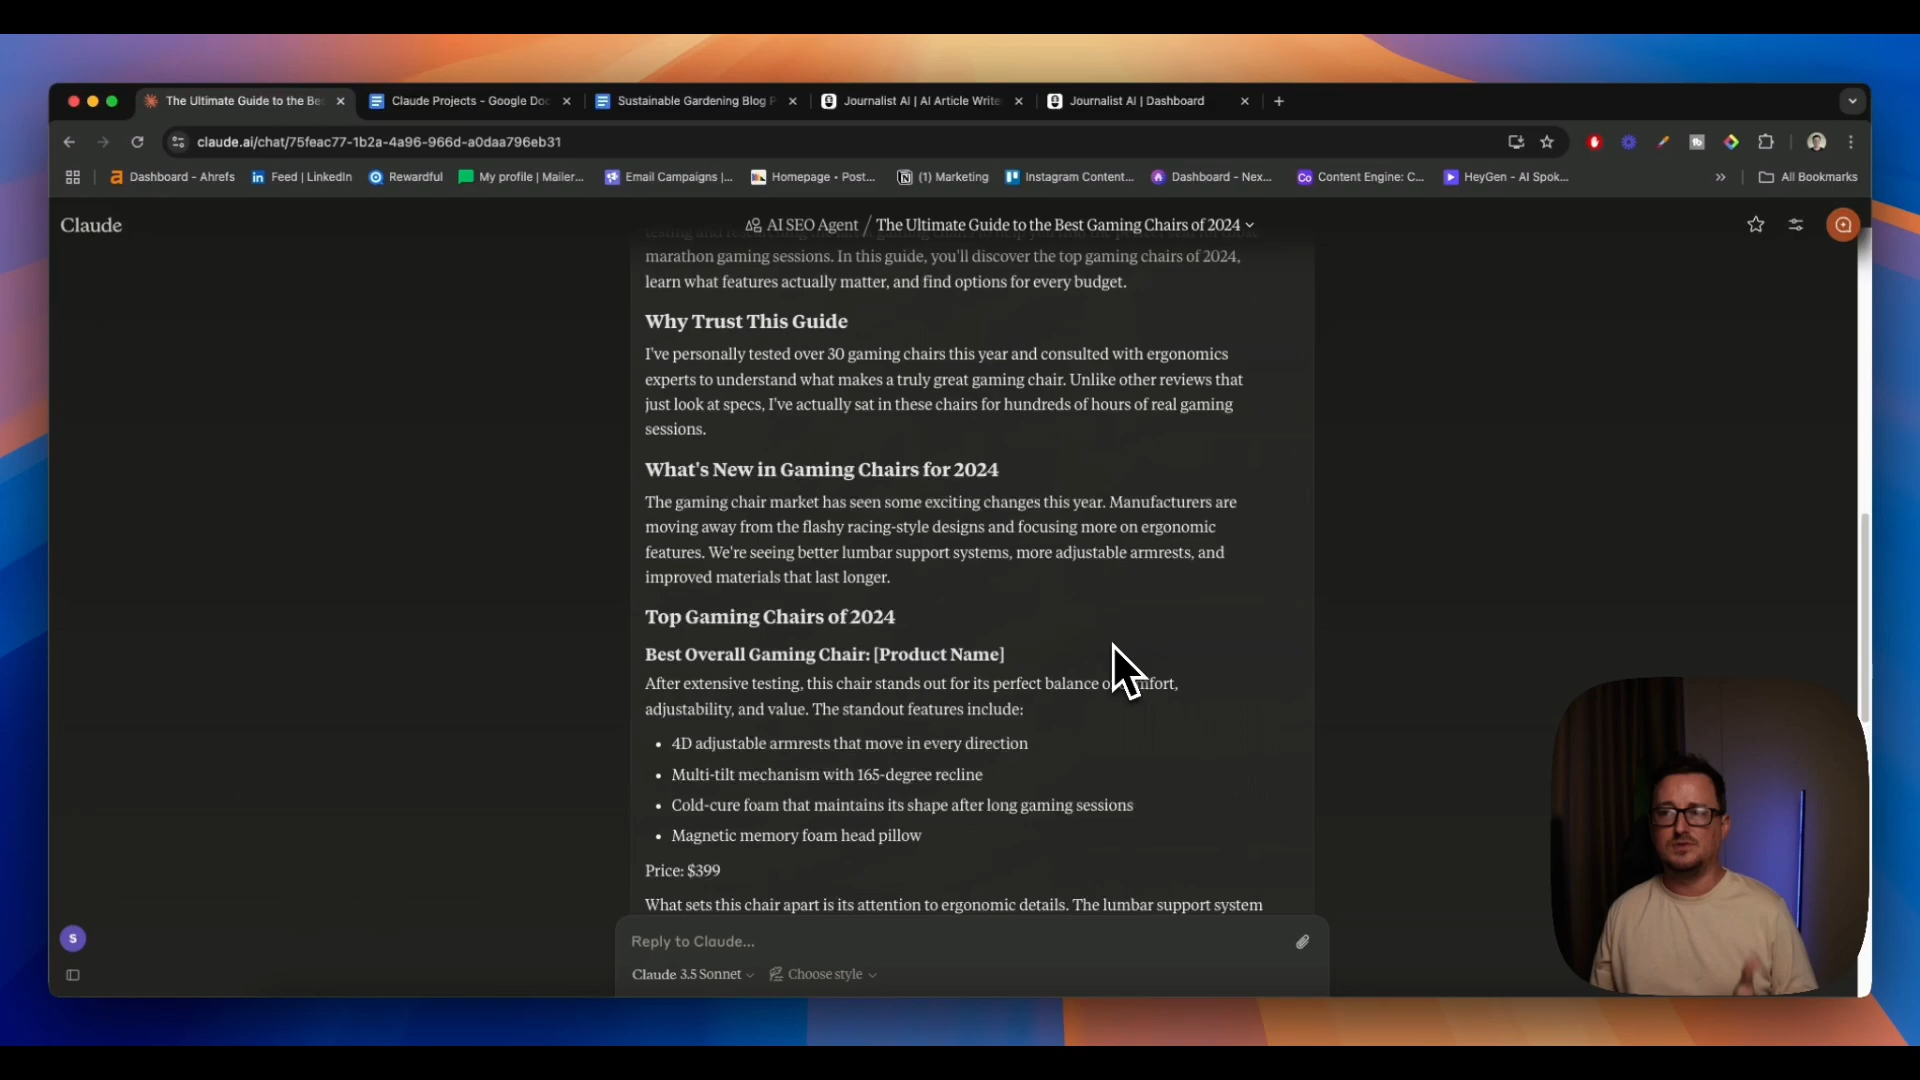 The Ultimate Guide to the Be
Claude Projects - Google Doc
Sustainable Gardening Blog P
Journalist AI | AI Article Write
Journalist AI | Dashboard
claude.ai/chat/75feac77-1b2a-4a96-966d-a0daa796eb31
Dashboard - Ahrefs
Feed | LinkedIn
Rewardful
My profile | Mailer...
Email Campaigns |...
Homepage • Post...
(1) Marketing
Instagram Content...
Dashboard - Nex...
Content Engine: C...
HeyGen - AI Spok...
All Bookmarks
Claude
AI SEO Agent / The Ultimate Guide to the Best Gaming Chairs of 2024
marathon gaming sessions. In this guide, you'll discover the top gaming chairs of 2024,
learn what features actually matter, and find options for every budget.
Why Trust This Guide
I've personally tested over 30 gaming chairs this year and consulted with ergonomics
experts to understand what makes a truly great gaming chair. Unlike other reviews that
just look at specs, I've actually sat in these chairs for hundreds of hours of real gaming
sessions.
What's New in Gaming Chairs for 2024
The gaming chair market has seen some exciting changes this year. Manufacturers are
moving away from the flashy racing-style designs and focusing more on ergonomic
features. We're seeing better lumbar support systems, more adjustable armrests, and
improved materials that last longer.
Top Gaming Chairs of 2024
Best Overall Gaming Chair: [Product Name]
After extensive testing, this chair stands out for its perfect balance o mfort,
adjustability, and value. The standout features include:
• 4D adjustable armrests that move in every direction
• Multi-tilt mechanism with 165-degree recline
• Cold-cure foam that maintains its shape after long gaming sessions
• Magnetic memory foam head pillow
Price: $399
What sets this chair apart is its attention to ergonomic details. The lumbar support system
Reply to Claude...
Claude 3.5 Sonnet
Choose style
S